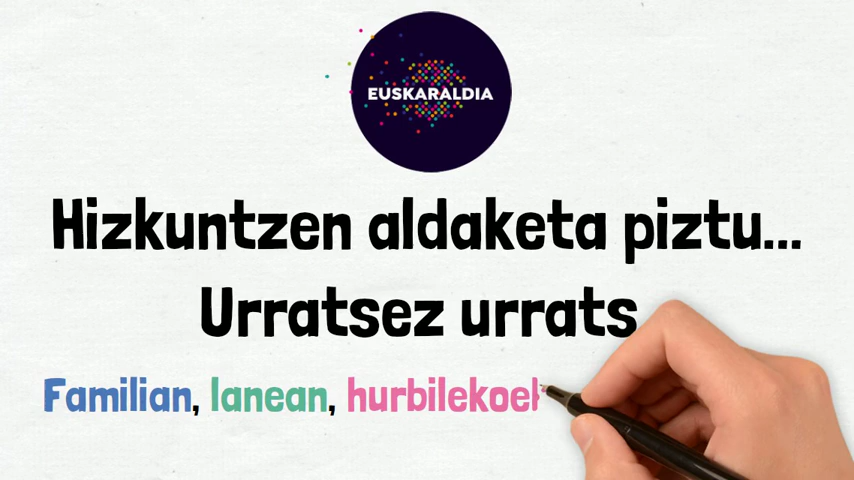 EUSKARALDIA
Hizkuntzen aldaketa piztu...
Urratsez urrats
Familian, lanean,